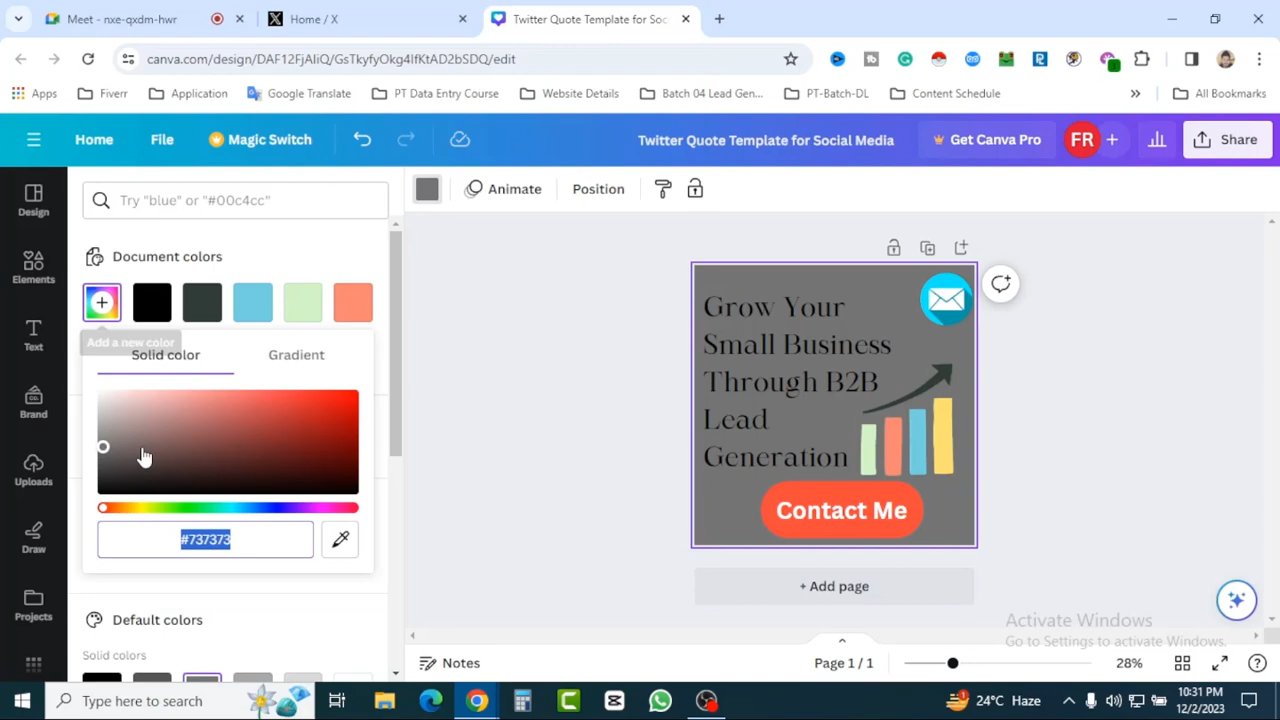 Meet - nxe-qxdm-hwr
Home / X
Twitter Quote Template for Soc
canva.com/design/DAF12FjAIiQ/GsTkyfyOkg4IfKtAD2bSDQ/edit
Apps
Fiverr
Application
Google Translate
PT Data Entry Course
Website Details
Batch 04 Lead Gen...
PT-Batch-DL
Content Schedule
All Bookmarks
Home
File
Magic Switch
Twitter Quote Template for Social Media
Get Canva Pro
FR
Share
Design
Elements
Text
Brand
Uploads
Draw
Projects
Try "blue" or "#00c4cc"
Document colors
Add a new color
Solid color
Gradient
#737373
Default colors
Solid colors
Animate
Position
Grow Your
Small Business
Through B2B
Lead
Generation
Contact Me
+ Add page
Activate Windows
Go to Settings to activate Windows.
Notes
Page 1 / 1
28%
Type here to search
24°C Haze
10:31 PM
12/2/2023